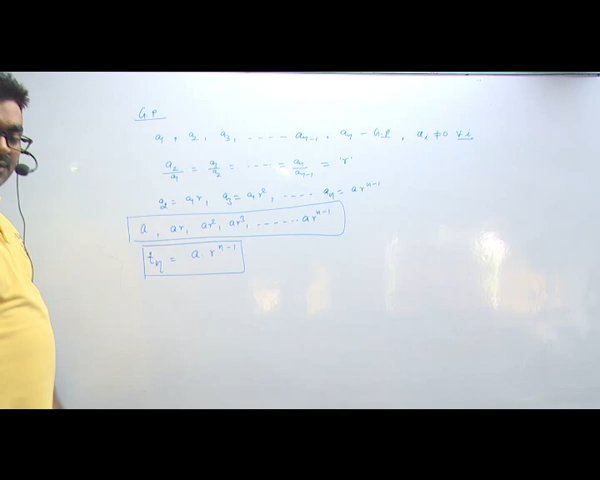 G.P
a₁, a₂, a₃, ------ aₙ₋₁, aₙ - G.P, aᵢ ≠ 0 ∀ i
a₂/a₁ = a₃/a₂ = ----- = aₙ/aₙ₋₁ = 'r'
a₂ = a₁r, a₃ = a₁r², ..... aₙ = arⁿ⁻¹
a, ar, ar², ar³, ------- arⁿ⁻¹
tₙ = a. rⁿ⁻¹